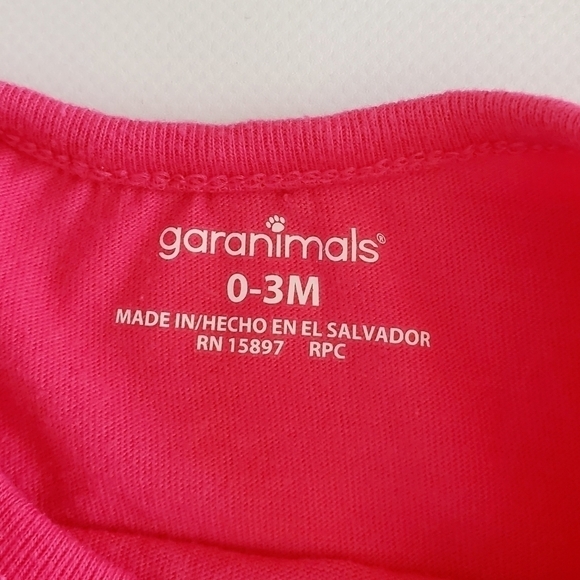 garanimals®
0-3M
MADE IN/HECHO EN EL SALVADOR
RN 15897 RPC